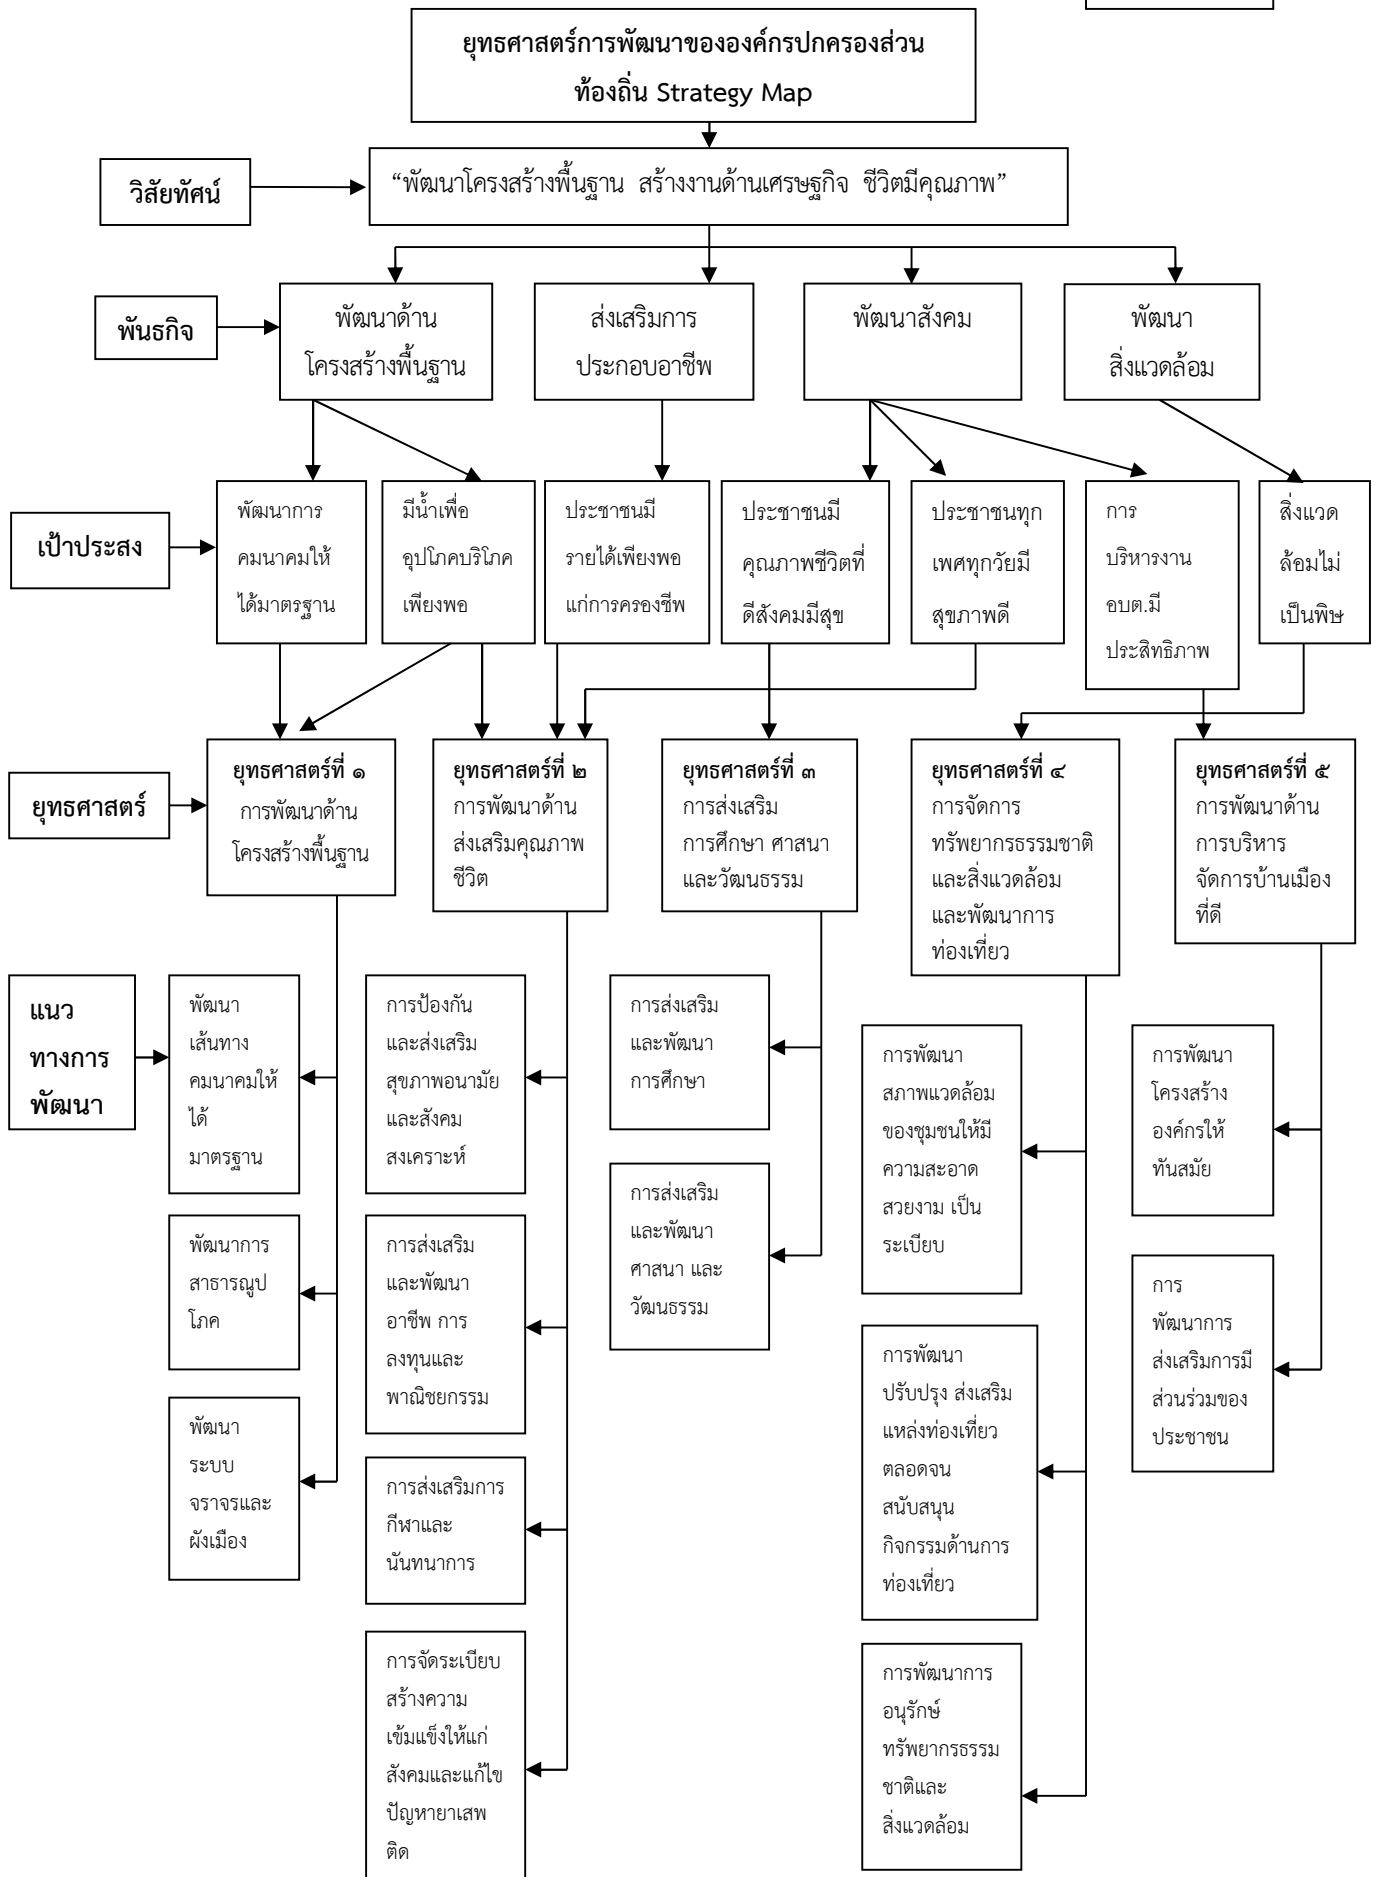 ยุทธศาสตร์การพัฒนาขององค์กรปกครองส่วน
ท้องถิ่น Strategy Map
วิสัยทัศน์
“พัฒนาโครงสร้างพื้นฐาน สร้างงานด้านเศรษฐกิจ ชีวิตมีคุณภาพ”
พันธกิจ
พัฒนาด้าน
โครงสร้างพื้นฐาน
ส่งเสริมการ
ประกอบอาชีพ
พัฒนาสังคม
พัฒนา
สิ่งแวดล้อม
เป้าประสง
พัฒนาการ
คมนาคมให้
ได้มาตรฐาน
มีน้ำเพื่อ
อุปโภคบริโภค
เพียงพอ
ประชาชนมี
รายได้เพียงพอ
แก่การครองชีพ
ประชาชนมี
คุณภาพชีวิตที่
ดีสังคมมีสุข
ประชาชนทุก
เพศทุกวัยมี
สุขภาพดี
การ
บริหารงาน
อบต.มี
ประสิทธิภาพ
สิ่งแวด
ล้อมไม่
เป็นพิษ
ยุทธศาสตร์
ยุทธศาสตร์ที่ ๑
การพัฒนาด้าน
โครงสร้างพื้นฐาน
ยุทธศาสตร์ที่ ๒
การพัฒนาด้าน
ส่งเสริมคุณภาพ
ชีวิต
ยุทธศาสตร์ที่ ๓
การส่งเสริม
การศึกษา ศาสนา
และวัฒนธรรม
ยุทธศาสตร์ที่ ๔
การจัดการ
ทรัพยากรธรรมชาติ
และสิ่งแวดล้อม
และพัฒนาการ
ท่องเที่ยว
ยุทธศาสตร์ที่ ๕
การพัฒนาด้าน
การบริหาร
จัดการบ้านเมือง
ที่ดี
แนว
ทางการ
พัฒนา
พัฒนา
เส้นทาง
คมนาคมให้
ได้
มาตรฐาน
พัฒนาการ
สาธารณูป
โภค
พัฒนา
ระบบ
จราจรและ
ผังเมือง
การป้องกัน
และส่งเสริม
สุขภาพอนามัย
และสังคม
สงเคราะห์
การส่งเสริม
และพัฒนา
อาชีพ การ
ลงทุนและ
พาณิชยกรรม
การส่งเสริมการ
กีฬาและ
นันทนาการ
การจัดระเบียบ
สร้างความ
เข้มแข็งให้แก่
สังคมและแก้ไข
ปัญหายาเสพ
ติด
การส่งเสริม
และพัฒนา
การศึกษา
การส่งเสริม
และพัฒนา
ศาสนา และ
วัฒนธรรม
การพัฒนา
สภาพแวดล้อม
ของชุมชนให้มี
ความสะอาด
สวยงาม เป็น
ระเบียบ
การพัฒนา
ปรับปรุง ส่งเสริม
แหล่งท่องเที่ยว
ตลอดจน
สนับสนุน
กิจกรรมด้านการ
ท่องเที่ยว
การพัฒนาการ
อนุรักษ์
ทรัพยากรธรรม
ชาติและ
สิ่งแวดล้อม
การพัฒนา
โครงสร้าง
องค์กรให้
ทันสมัย
การ
พัฒนาการ
ส่งเสริมการมี
ส่วนร่วมของ
ประชาชน